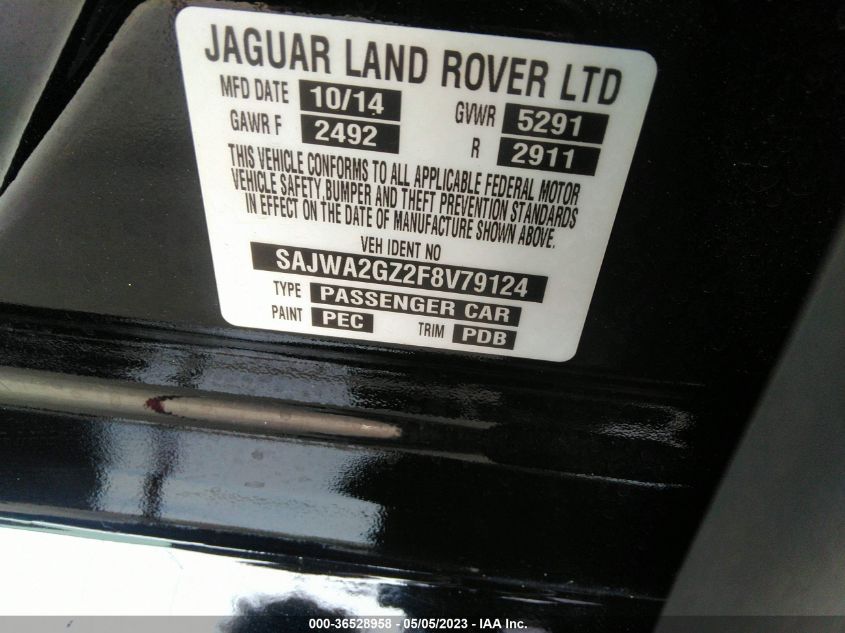 JAGUAR LAND ROVER LTD
MFD DATE 10/14 GVWR 5291
GAWR F 2492 R 2911
THIS VEHICLE CONFORMS TO ALL APPLICABLE FEDERAL MOTOR
VEHICLE SAFETY, BUMPER AND THEFT PREVENTION STANDARDS
IN EFFECT ON THE DATE OF MANUFACTURE SHOWN ABOVE.
VEH IDENT NO
SAJWA2GZ2F8V79124
TYPE PASSENGER CAR
PAINT PEC TRIM PDB
000-36528958 - 05/05/2023 - IAA Inc.